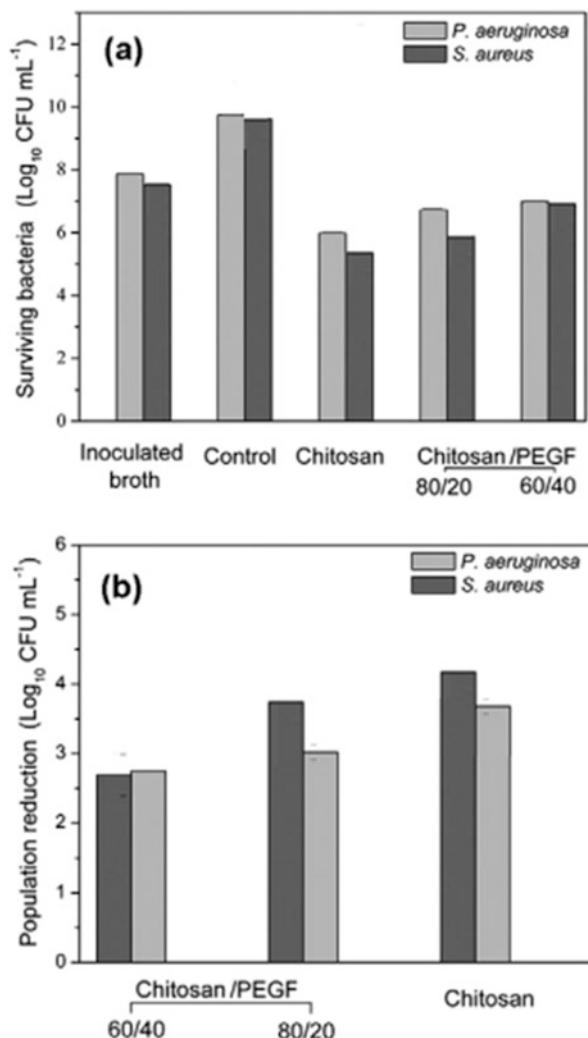 (a)
P. aeruginosa
S. aureus
12
10
8
6
4
2
0
Surviving bacteria (Log₁₀ CFU mL⁻¹)
Inoculated broth
Control
Chitosan
Chitosan /PEGF
80/20
60/40
(b)
P. aeruginosa
S. aureus
6
5
4
3
2
1
0
Population reduction (Log₁₀ CFU mL⁻¹)
Chitosan /PEGF
60/40
80/20
Chitosan